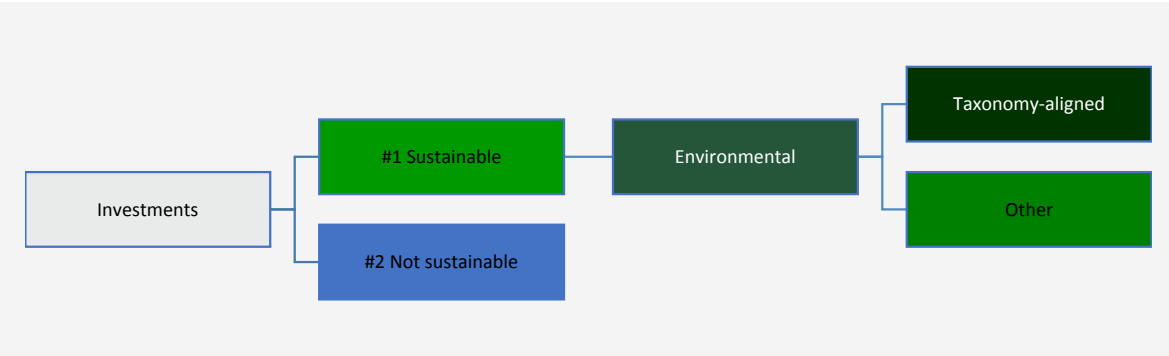 Investments
#1 Sustainable
#2 Not sustainable
Environmental
Taxonomy-aligned
Other